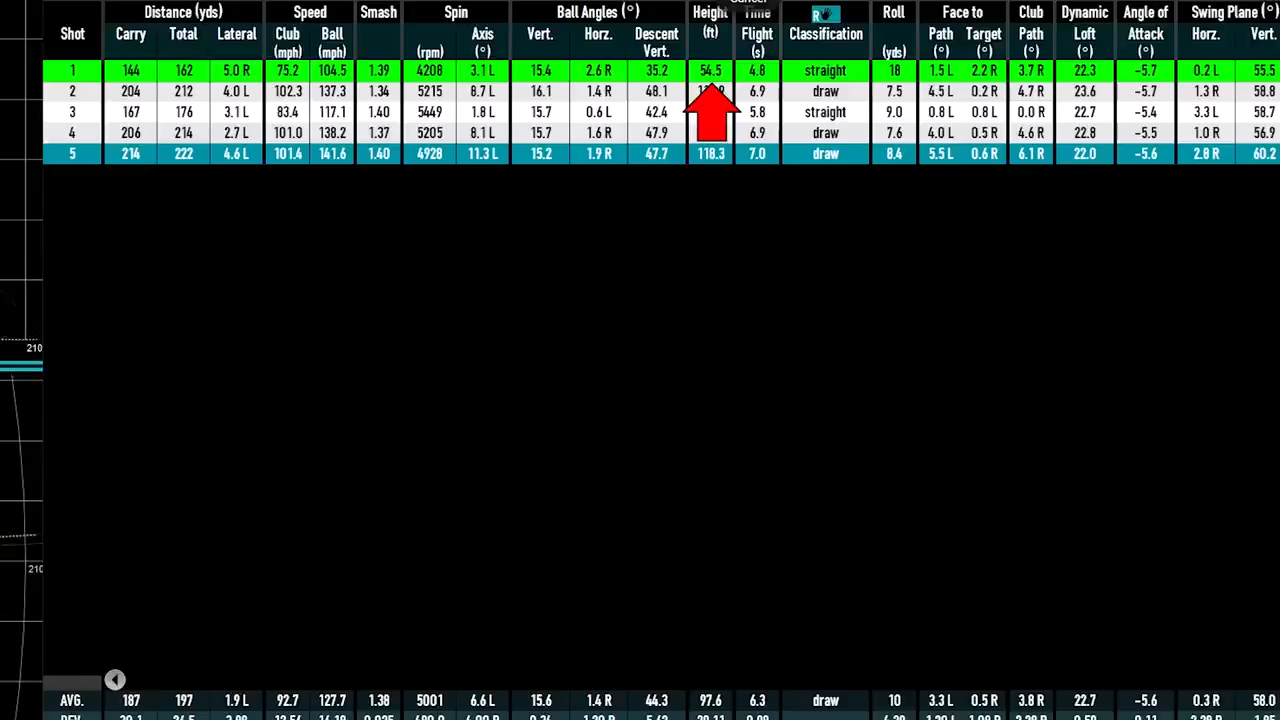 Cancel
Distance (yds) Speed Smash Spin Ball Angles (°) Height Time R Roll Face to Club Dynamic Angle of Swing Plane (°)
Shot Carry Total Lateral Club Ball Axis Vert. Horz. Descent (ft) Flight Classification Path Target Path Loft Attack Horz. Vert.
(mph) (mph) (rpm) (°) Vert. (s) (yds) (°) (°) (°) (°) (°)
1 144 162 5.0 R 75.2 104.5 1.39 4208 3.1 L 15.4 2.6 R 35.2 54.5 4.8 straight 18 1.5 L 2.2 R 3.7 R 22.3 -5.7 0.2 L 55.5
2 204 212 4.0 L 102.3 137.3 1.34 5215 8.7 L 16.1 1.4 R 48.1 6.9 draw 7.5 4.5 L 0.2 R 4.7 R 23.6 -5.7 1.3 R 58.8
3 167 176 3.1 L 83.4 117.1 1.40 5449 1.8 L 15.7 0.6 L 42.4 5.8 straight 9.0 0.8 L 0.8 L 0.0 R 22.7 -5.4 3.3 L 58.7
4 206 214 2.7 L 101.0 138.2 1.37 5205 8.1 L 15.7 1.6 R 47.9 6.9 draw 7.6 4.0 L 0.5 R 4.6 R 22.8 -5.5 1.0 R 56.9
5 214 222 4.6 L 101.4 141.6 1.40 4928 11.3 L 15.2 1.9 R 47.7 118.3 7.0 draw 8.4 5.5 L 0.6 R 6.1 R 22.0 -5.6 2.8 R 60.2
210
210
AVG. 187 197 1.9 L 92.7 127.7 1.38 5001 6.6 L 15.6 1.4 R 44.3 97.6 6.3 draw 10 3.3 L 0.5 R 3.8 R 22.7 -5.6 0.3 R 58.0